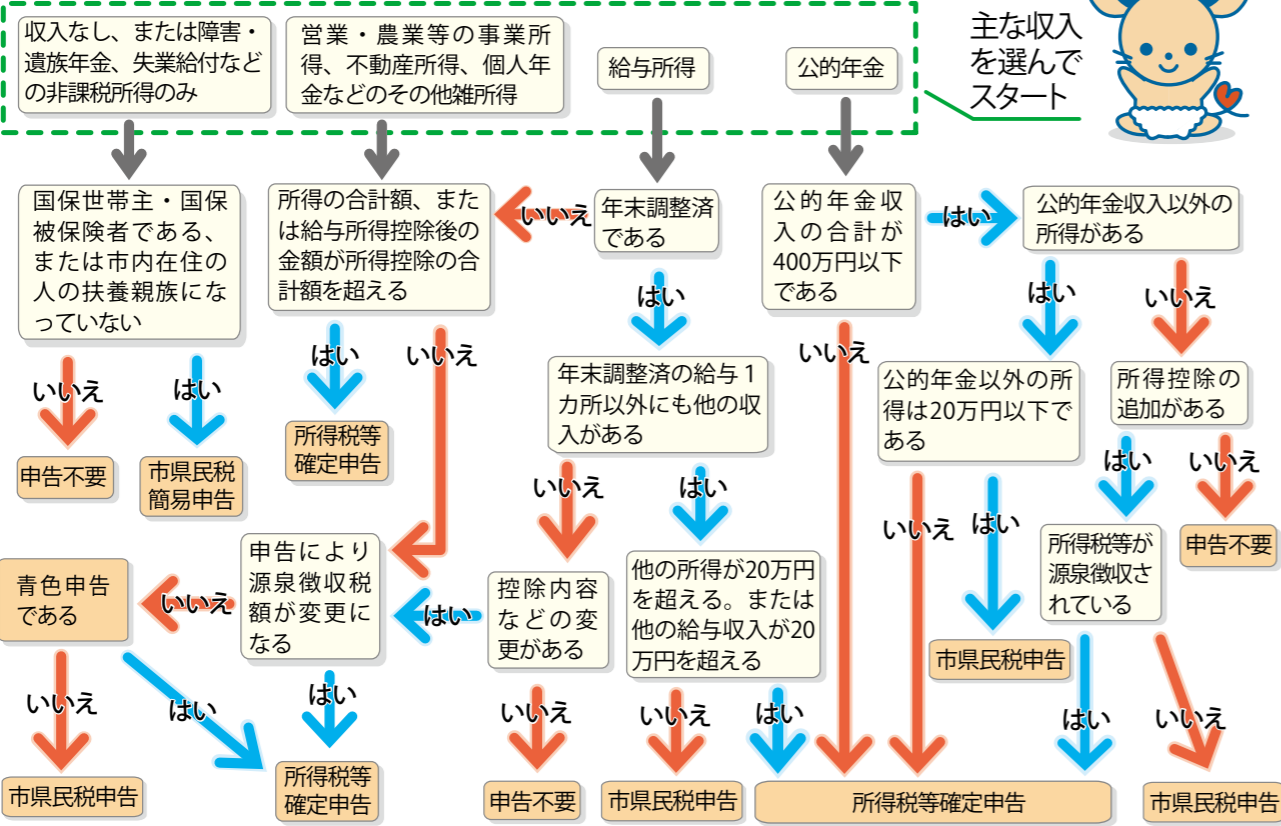 主な収入
を選んで
スタート
収入なし、または障害・
遺族年金、失業給付など
の非課税所得のみ
営業・農業等の事業所
得、不動産所得、個人年
金などのその他雑所得
給与所得
公的年金
国保世帯主・国保
被保険者である、
または市内在住の
人の扶養親族にな
っていない
所得の合計額、また
は給与所得控除後の
金額が所得控除の合
計額を超える
いいえ
年末調整済
である
公的年金収
入の合計が
400万円以下
である
はい
公的年金収入以外の
所得がある
はい
はい
いいえ
いいえ
はい
はい
いいえ
いいえ
年末調整済の給与1
カ所以外にも他の収
入がある
公的年金以外の所
得は20万円以下で
ある
所得控除の
追加がある
申告不要
市県民税
簡易申告
所得税等
確定申告
いいえ
はい
いいえ
はい
はい
いいえ
青色申告
である
いいえ
申告により
源泉徴収税
額が変更に
なる
はい
控除内容
などの変
更がある
他の所得が20万円
を超える。または
他の給与収入が20
万円を超える
所得税等が
源泉徴収さ
れている
申告不要
市県民税申告
いいえ
はい
はい
いいえ
いいえ
はい
はい
いいえ
市県民税申告
所得税等
確定申告
申告不要
市県民税申告
所得税等確定申告
市県民税申告